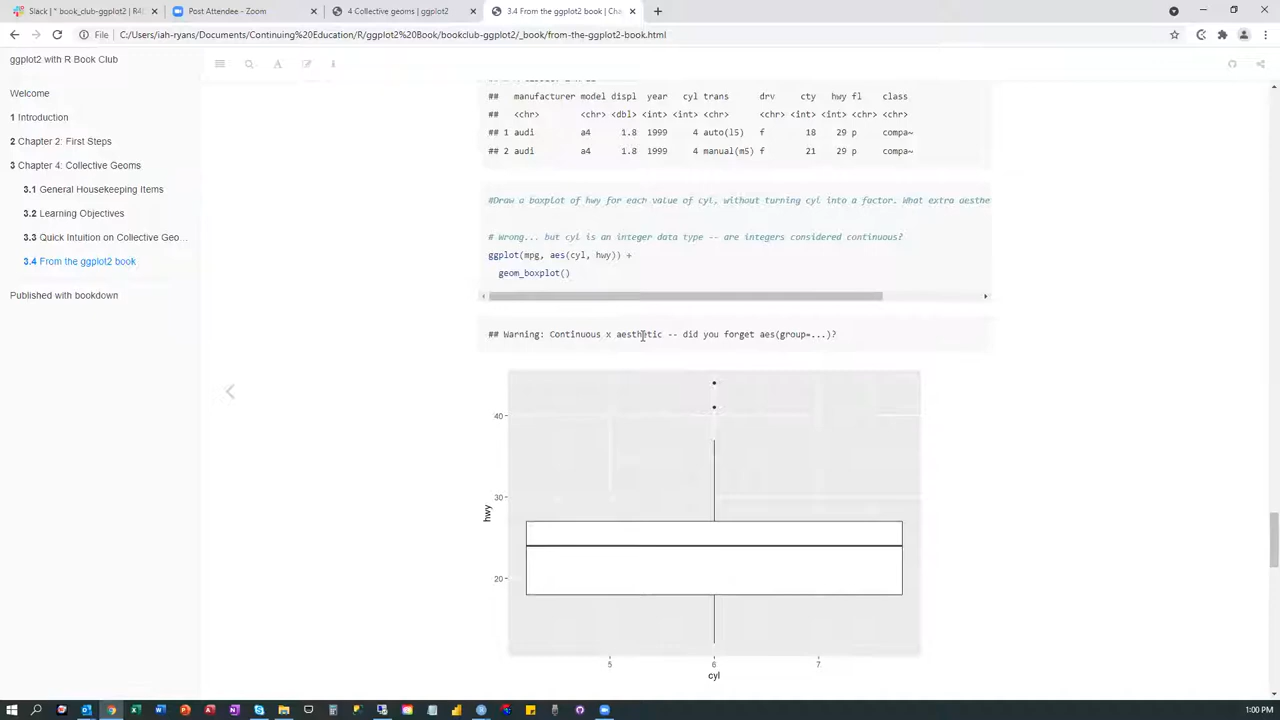 Slack | *.book_club-ggplot2 | R4
Post Attendee - Zoom
4 Collective geoms | ggplot2
3.4 From the ggplot2 book | Cha
File | C:/Users/iah-ryans/Documents/Continuing%20Education/R/ggplot2%20Book/bookclub-ggplot2/_book/from-the-ggplot2-book.html
ggplot2 with R Book Club
Welcome
1 Introduction
2 Chapter 2: First Steps
3 Chapter 4: Collective Geoms
3.1 General Housekeeping Items
3.2 Learning Objectives
3.3 Quick Intuition on Collective Geo...
3.4 From the ggplot2 book
Published with bookdown
## manufacturer model displ year cyl trans drv cty hwy fl class
## <chr> <chr> <dbl> <int> <int> <chr> <chr> <int> <int> <chr> <chr>
## 1 audi a4 1.8 1999 4 auto(l5) f 18 29 p compa~
## 2 audi a4 1.8 1999 4 manual(m5) f 21 29 p compa~
#Draw a boxplot of hwy for each value of cyl, without turning cyl into a factor. What extra aesthe
# Wrong... but cyl is an integer data type -- are integers considered continuous?
ggplot(mpg, aes(cyl, hwy)) +
geom_boxplot()
## Warning: Continuous x aesthetic -- did you forget aes(group=...)?
40
30
20
hwy
5 6 7
cyl
1:00 PM